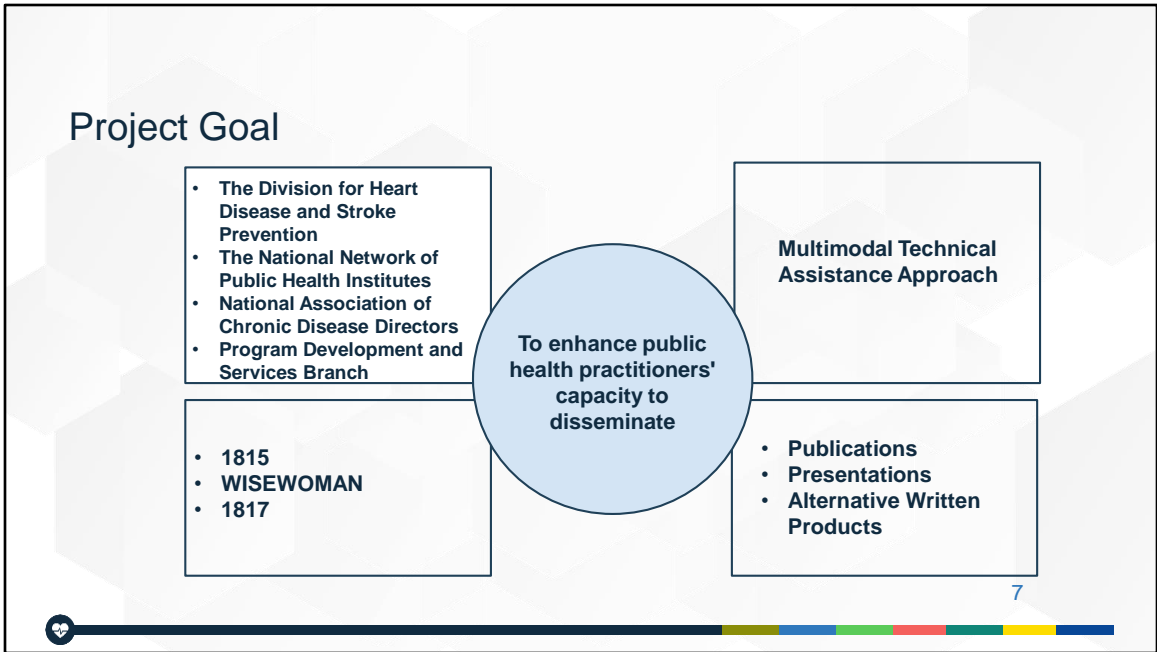 Project Goal
• The Division for Heart
Disease and Stroke
Prevention
• The National Network of
Public Health Institutes
• National Association of
Chronic Disease Directors
• Program Development and
Services Branch
Multimodal Technical
Assistance Approach
To enhance public
health practitioners'
capacity to
disseminate
• 1815
• WISEWOMAN
• 1817
• Publications
• Presentations
• Alternative Written
Products
7